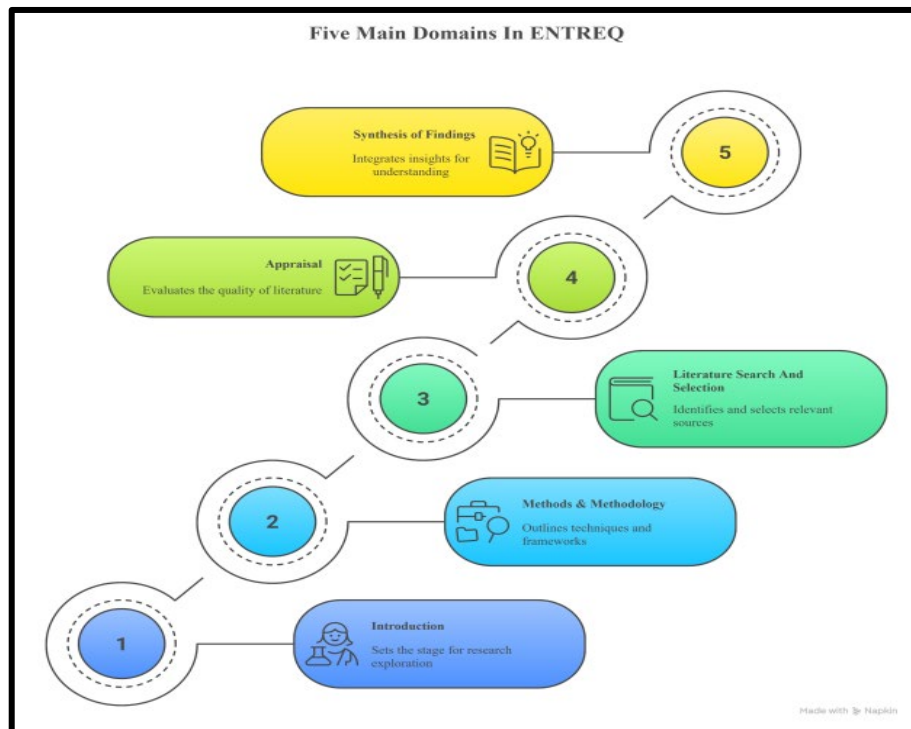 Five Main Domains In ENTREQ
5
Synthesis of Findings
Integrates insights for
understanding
4
Appraisal
Evaluates the quality of literature
3
Literature Search And
Selection
Identifies and selects relevant
sources
2
Methods & Methodology
Outlines techniques and
frameworks
1
Introduction
Sets the stage for research
exploration
Made with Napkin